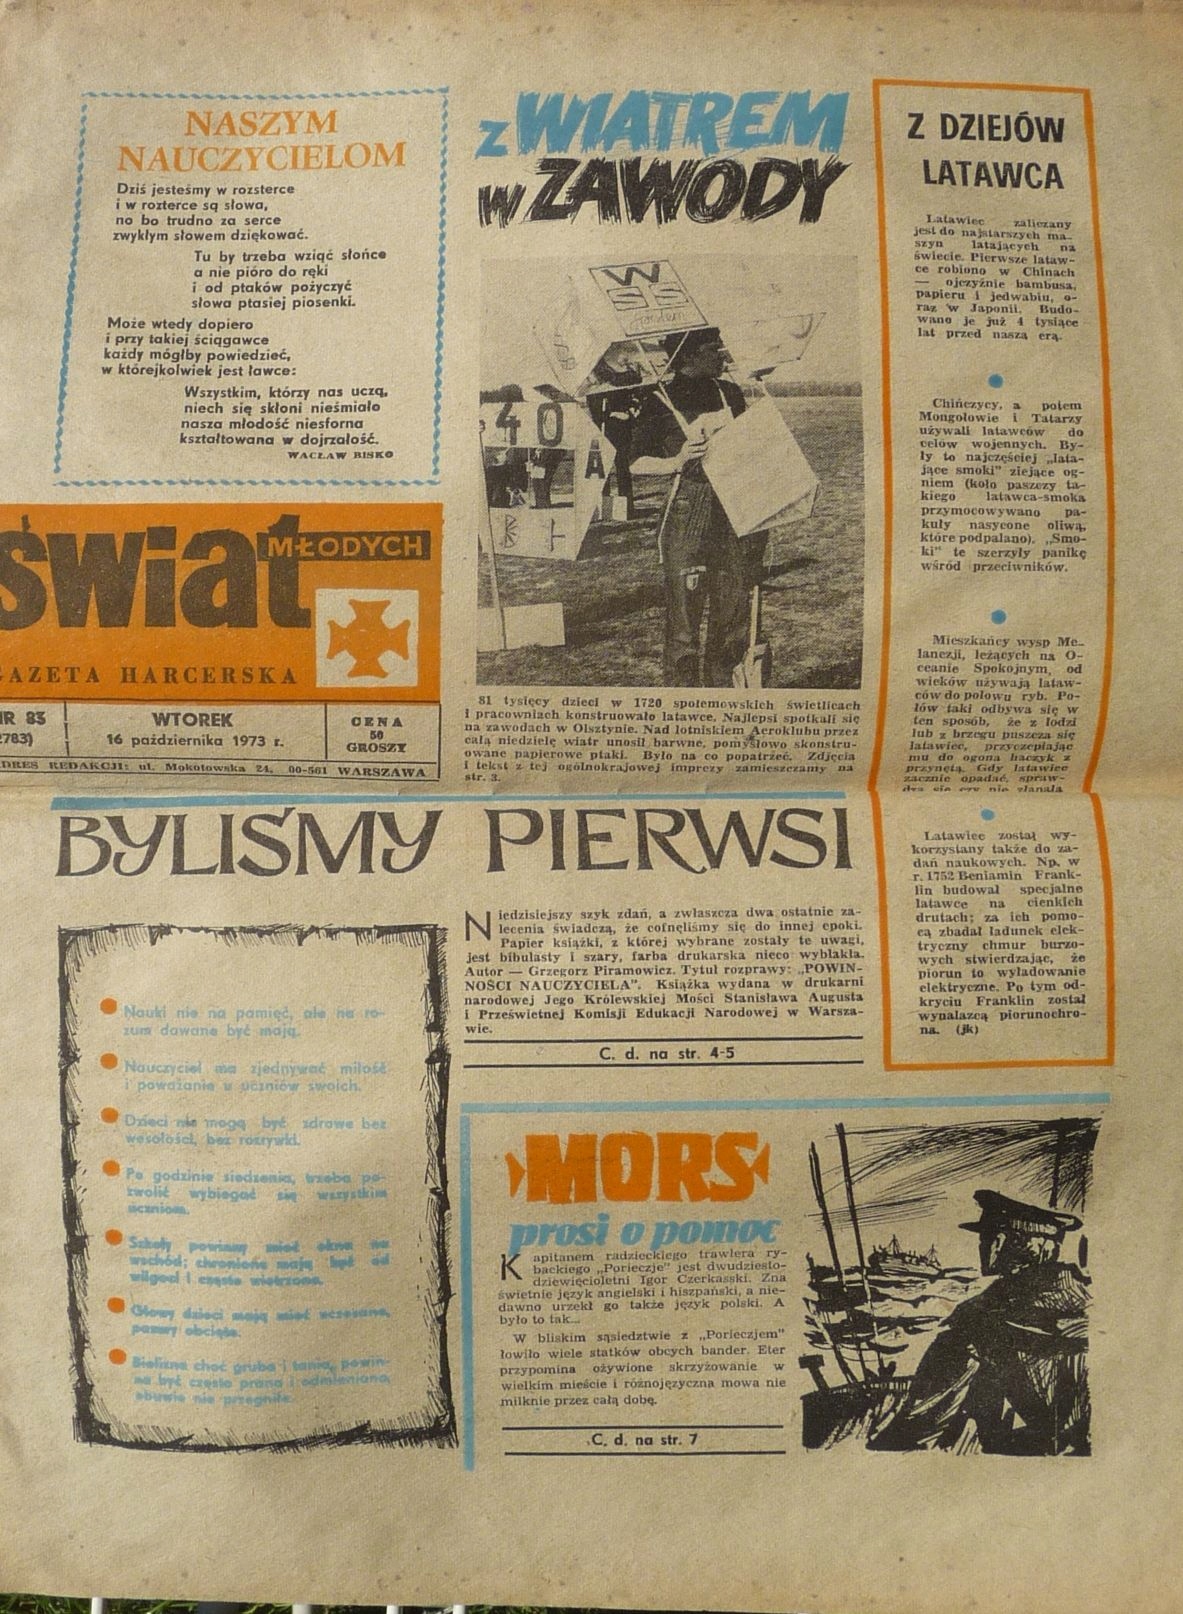 NASZYM
NAUCZYCIELOM
Dziś jesteśmy w rozsterce
i w rozterce są słowa,
no bo trudno za serce
zwykłym słowem dziękować.
Tu by trzeba wziąć słońce
a nie pióro do ręki
i od ptaków pożyczyć
słowa ptasiej piosenki.
Może wtedy dopiero
i przy takiej ściągawce
każdy mógłby powiedzieć,
w którejkolwiek jest ławce:
Wszystkim, którzy nas uczą,
niech się skłoni nieśmiało
nasza młodość niesforna
kształtowana w dojrzałość.
WACŁAW BISKO
świat
MŁODYCH
GAZETA HARCERSKA
NR 83
2783)
WTOREK
16 października 1973 r.
CENA
50
GROSZY
ADRES REDAKCJI: ul. Mokotowska 24, 00-561 WARSZAWA
z WIATREM
w ZAWODY
WSS
40
A
81 tysięcy dzieci w 1720 społemowskich świetlicach
i pracowniach konstruowało latawce. Najlepsi spotkali się
na zawodach w Olsztynie. Nad lotniskiem Aeroklubu przez
całą niedzielę wiatr unosił barwne, pomysłowo skonstru-
owane papierowe ptaki. Było na co popatrzeć. Zdjęcia
i tekst z tej ogólnokrajowej imprezy zamieszczamy na
str. 3.
Z DZIEJÓW
LATAWCA
Latawiec zaliczany
jest do najstarszych ma-
szyn latających na
świecie. Pierwsze lataw-
ce robiono w Chinach
— ojczyźnie bambusa,
papieru i jedwabiu, o-
raz w Japonii. Budo-
wano je już 4 tysiące
lat przed naszą erą.
Chińczycy, a potem
Mongołowie i Tatarzy
używali latawców do
celów wojennych. By-
ły to najczęściej „lata-
jące smoki” ziejące og-
niem (koło paszczy ta-
kiego latawca-smoka
przymocowywano pa-
kuły nasycone oliwą,
które podpalano). „Smo-
ki” te szerzyły panikę
wśród przeciwników.
Mieszkańcy wysp Me-
lanezji, leżących na O-
ceanie Spokojnym, od
wieków używają lataw-
ców do połowu ryb. Po-
łów taki odbywa się w
ten sposób, że z łodzi
lub z brzegu puszcza się
latawiec, przyczepiając
mu do ogona haczyk z
przynętą. Gdy latawiec
zacznie opadać, spraw-
dza się czy nie złapała
Latawiec został wy-
korzystany także do za-
dań naukowych. Np. w
r. 1752 Beniamin Frank-
lin budował specjalne
latawce na cienkich
drutach; za ich pomo-
cą zbadał ładunek elek-
tryczny chmur burzo-
wych stwierdzając, że
piorun to wyładowanie
elektryczne. Po tym od-
kryciu Franklin został
wynalazcą piorunochro-
na. (jk)
BYLIŚMY PIERWSI
Nauki nie na pamięć, ale na ro-
zum dawane być mają.
Nauczyciel ma zjednywać miłość
i poważanie u uczniów swoich.
Dzieci nie mogą być zdrowe bez
wesołości, bez rozrywki.
Po godzinie siedzenia, trzeba po-
zwolić wybiegać się wszystkim
uczniom.
Szkoły powinny mieć okna na
wschód; chronione mają być od
wilgoci i często wietrzone.
Głowy dzieci mają mieć uczesane,
pazury obcięte.
Bielizna choć gruba i tania, powin-
na być często prana i odmieniana,
obuwie nie przegniłe.
Niedzisiejszy szyk zdań, a zwłaszcza dwa ostatnie za-
lecenia świadczą, że cofnęliśmy się do innej epoki.
Papier książki, z której wybrane zostały te uwagi,
jest bibulasty i szary, farba drukarska nieco wyblakła.
Autor — Grzegorz Piramowicz. Tytuł rozprawy: „POWIN-
NOŚCI NAUCZYCIELA”. Książka wydana w drukarni
narodowej Jego Królewskiej Mości Stanisława Augusta
i Prześwietnej Komisji Edukacji Narodowej w Warsza-
wie.
C. d. na str. 4-5
MORS
prosi o pomoc
Kapitanem radzieckiego trawlera ry-
backiego „Porieczje” jest dwudziesto-
dziewięcioletni Igor Czerkasski. Zna
świetnie język angielski i hiszpański, a nie-
dawno urzekł go także język polski. A
było to tak...
W bliskim sąsiedztwie z „Porieczjem”
łowiło wiele statków obcych bander. Eter
przypomina ożywione skrzyżowanie w
wielkim mieście i różnojęzyczna mowa nie
milknie przez całą dobę.
C. d. na str. 7